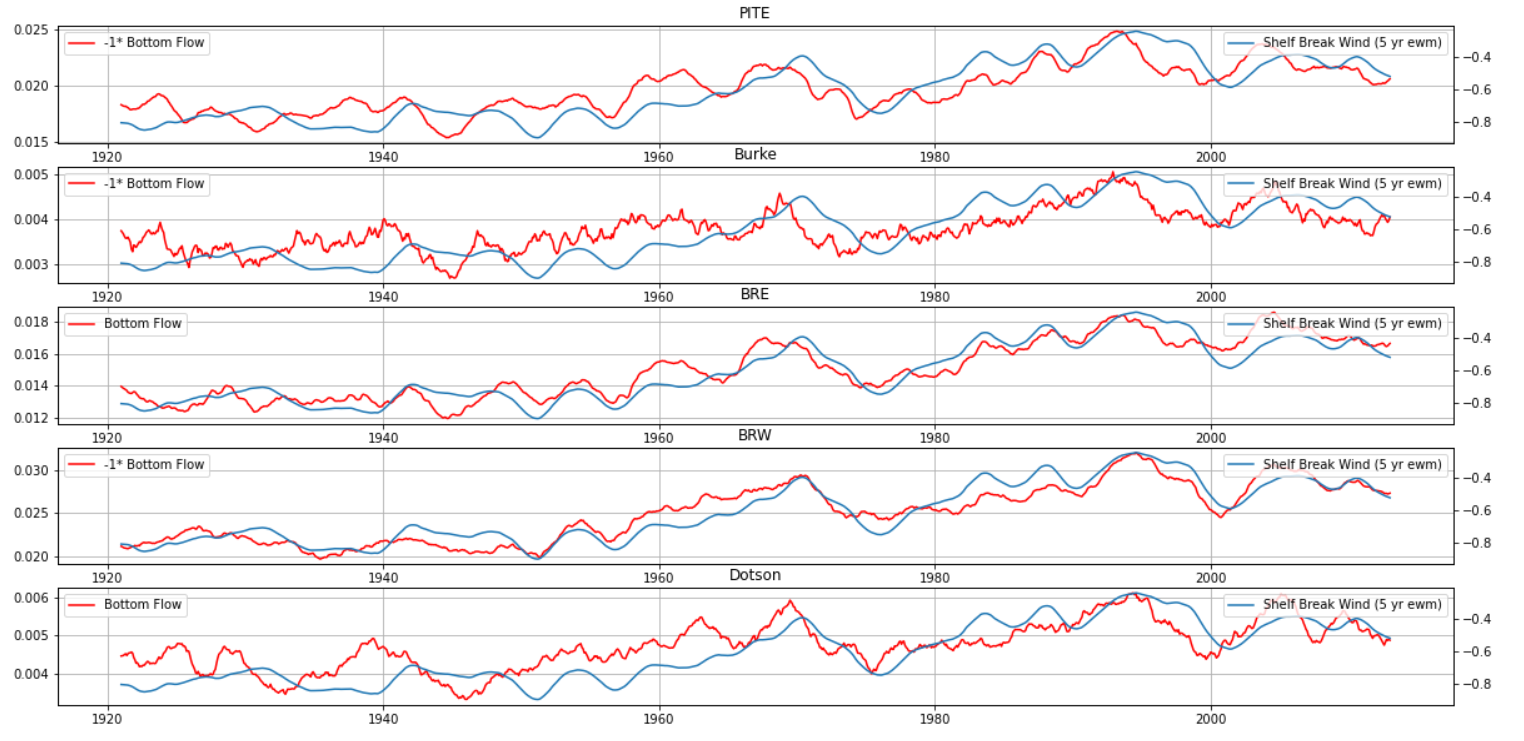 PITE
0.025
0.020
0.015
-1* Bottom Flow
Shelf Break Wind (5 yr ewm)
−0.4
−0.6
−0.8
1920 1940 1960 1980 2000
Burke
0.005
0.004
0.003
-1* Bottom Flow
Shelf Break Wind (5 yr ewm)
−0.4
−0.6
−0.8
1920 1940 1960 1980 2000
BRE
0.018
0.016
0.014
0.012
Bottom Flow
Shelf Break Wind (5 yr ewm)
−0.4
−0.6
−0.8
1920 1940 1960 1980 2000
BRW
0.030
0.025
0.020
-1* Bottom Flow
Shelf Break Wind (5 yr ewm)
−0.4
−0.6
−0.8
1920 1940 1960 1980 2000
Dotson
0.006
0.005
0.004
Bottom Flow
Shelf Break Wind (5 yr ewm)
−0.4
−0.6
−0.8
1920 1940 1960 1980 2000